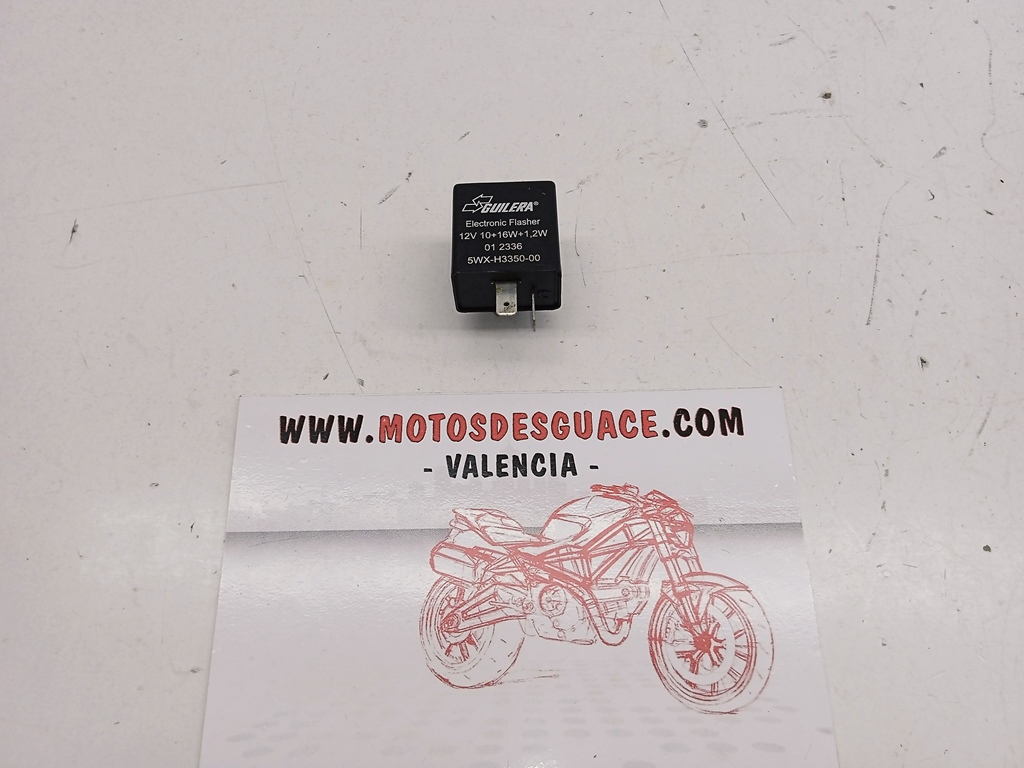 GUILERA®
Electronic Flasher
12V 10+16W+1,2W
01 2336
5WX-H3350-00
WWW.MOTOSDESGUACE.COM
- VALENCIA -